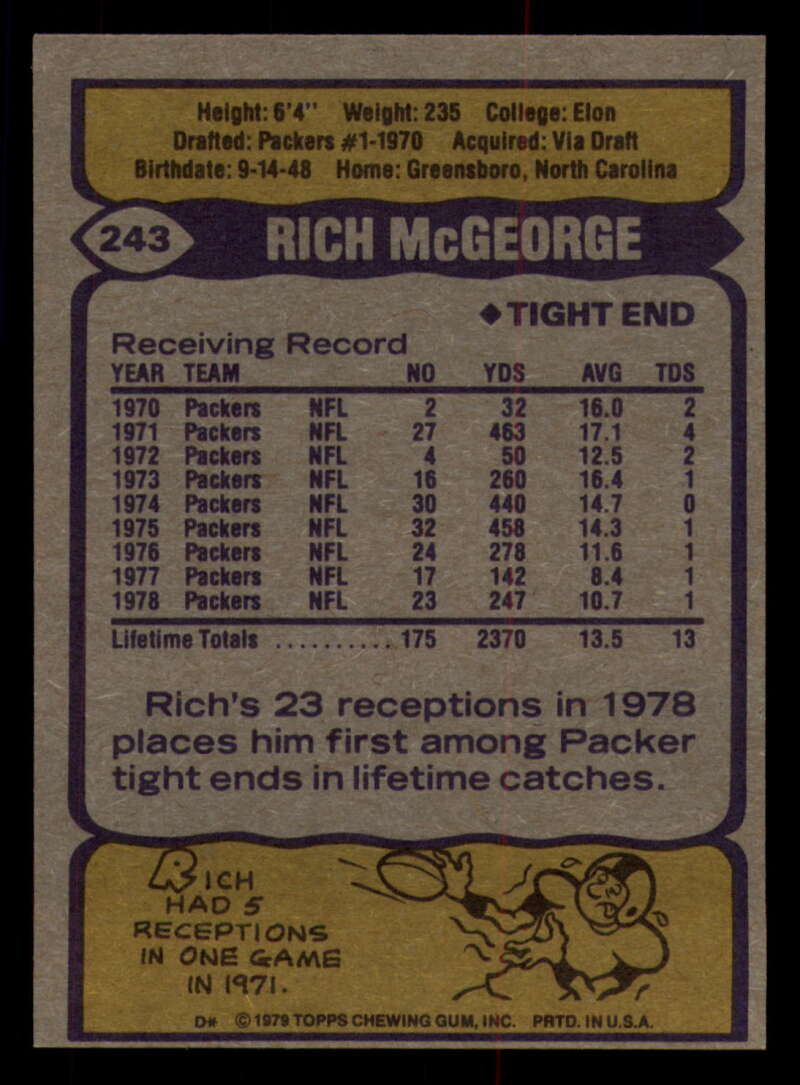 Height: 6'4" Weight: 235 College: Elon
Drafted: Packers #1-1970 Acquired: Via Draft
Birthdate: 9-14-48 Home: Greensboro, North Carolina
243 RICH McGEORGE
◆TIGHT END
Receiving Record
YEAR TEAM NO YDS AVG TDS
1970 Packers NFL 2 32 16.0 2
1971 Packers NFL 27 463 17.1 4
1972 Packers NFL 4 50 12.5 2
1973 Packers NFL 16 260 16.4 1
1974 Packers NFL 30 440 14.7 0
1975 Packers NFL 32 458 14.3 1
1976 Packers NFL 24 278 11.6 1
1977 Packers NFL 17 142 8.4 1
1978 Packers NFL 23 247 10.7 1
Lifetime Totals .......... 175 2370 13.5 13
Rich's 23 receptions in 1978
places him first among Packer
tight ends in lifetime catches.
RICH
HAD 5
RECEPTIONS
IN ONE GAME
IN 1971.
D* © 1979 TOPPS CHEWING GUM, INC. PRTD. IN U.S.A.